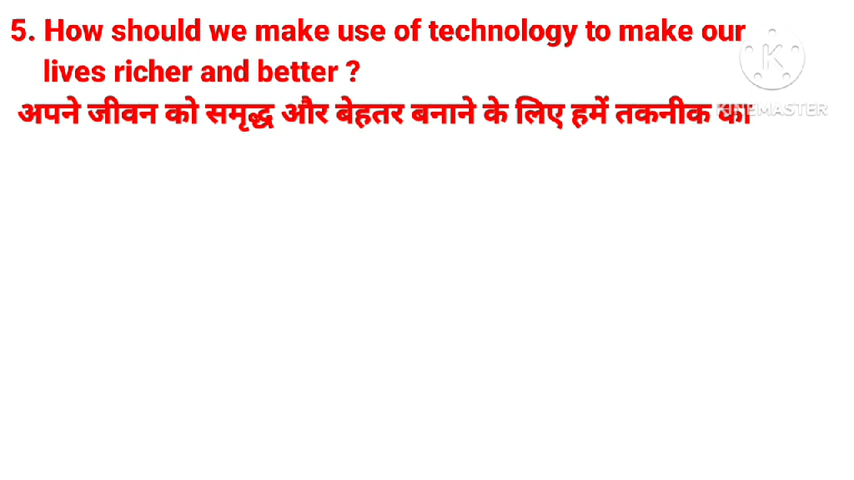 5. How should we make use of technology to make our
lives richer and better ?
अपने जीवन को समृद्ध और बेहतर बनाने के लिए हमें तकनीक का
KINEMASTER